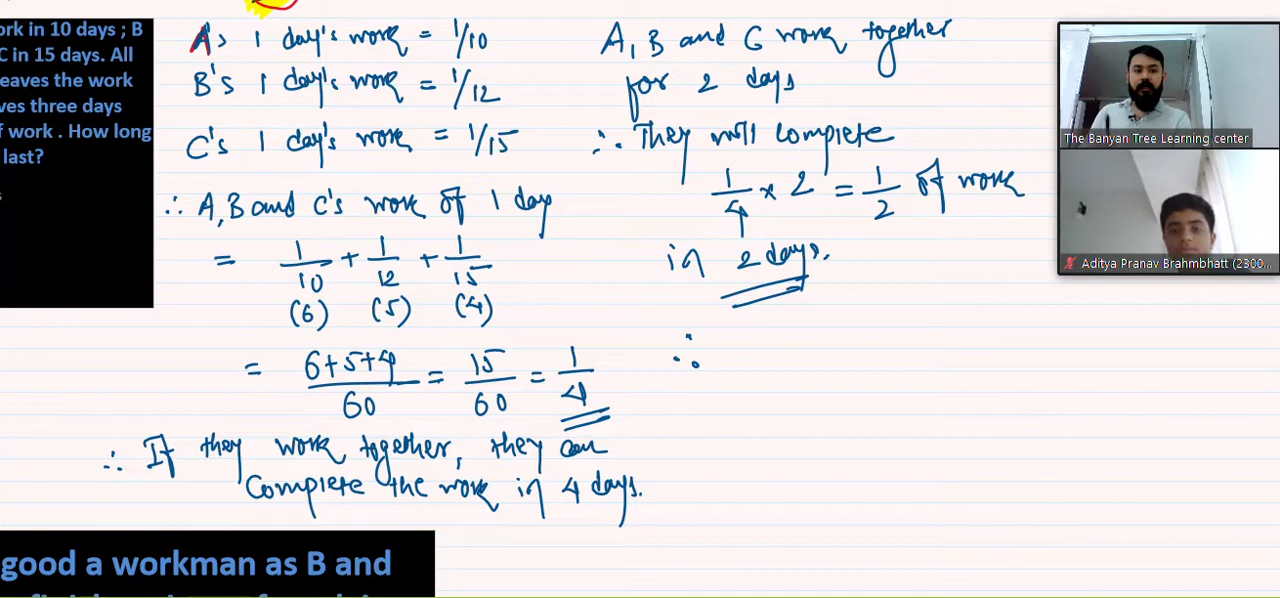 ork in 10 days ; B
C in 15 days. All
eaves the work
ves three days
f work . How long
last?
s
A's 1 day's work = 1/10
B's 1 day's work = 1/12
C's 1 day's work = 1/15
∴ A, B and C's work of 1 day
= 1/10 + 1/12 + 1/15
(6) (5) (4)
= 6+5+4/60 = 15/60 = 1/4
∴ If they work together, they can
Complete the work in 4 days.
A, B and C work together
for 2 days
∴ They will complete
1/4 × 2 = 1/2 of work
in 2 days.
∴
The Banyan Tree Learning center
Aditya Pranav Brahmbhatt (2300...
good a workman as B and